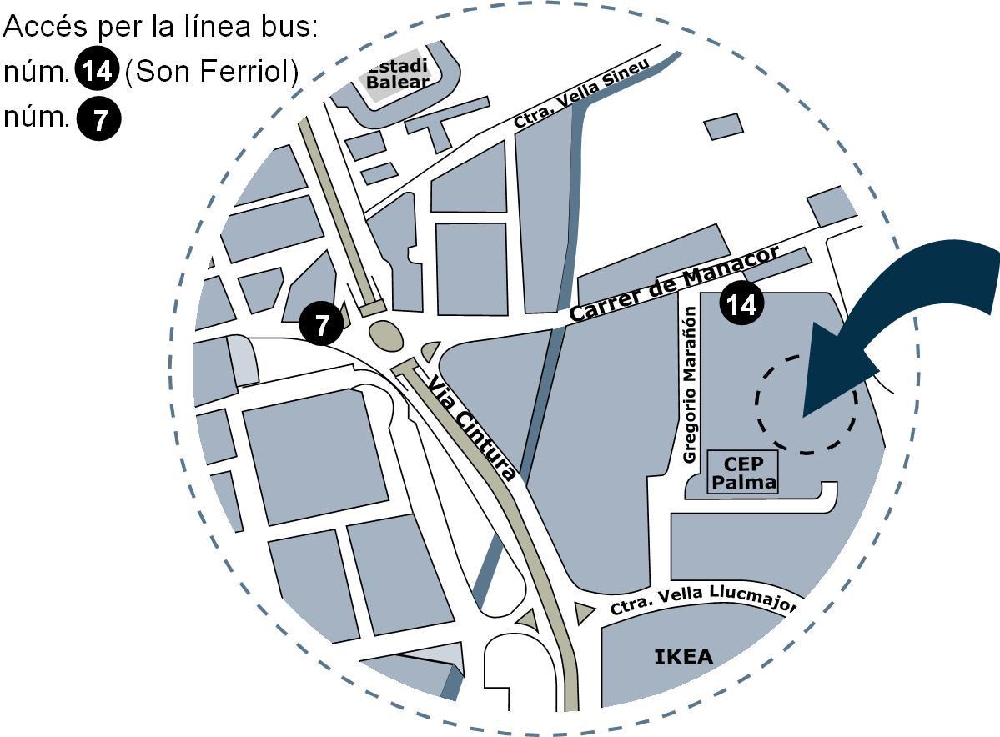 Accés per la línea bus:
núm. 14 (Son Ferriol)
núm. 7
Estadi
Balear
Ctra. Vella Sineu
Carrer de Manacor
14
7
Gregorio Marañón
Via Cintura
CEP
Palma
Ctra. Vella Llucmajor
IKEA